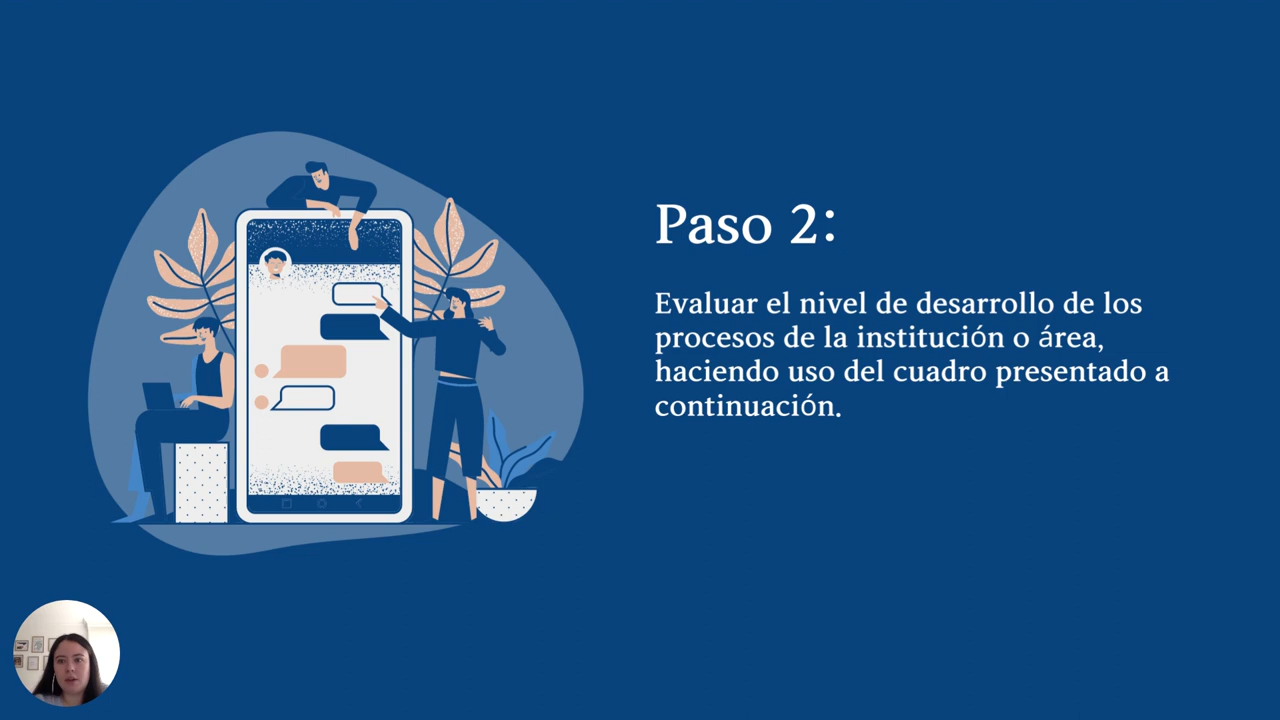 Paso 2:
Evaluar el nivel de desarrollo de los
procesos de la institución o área,
haciendo uso del cuadro presentado a
continuación.